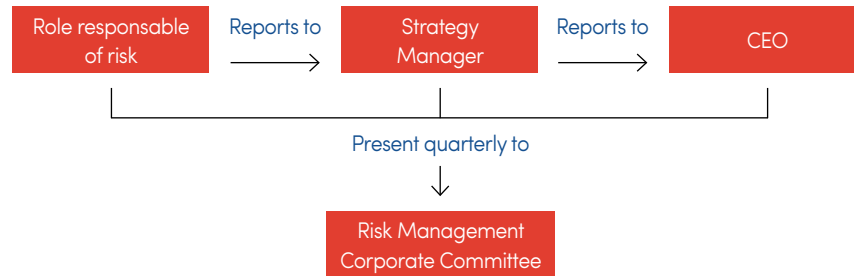 Role responsable
of risk
Reports to
Strategy
Manager
Reports to
CEO
Present quarterly to
Risk Management
Corporate Committee